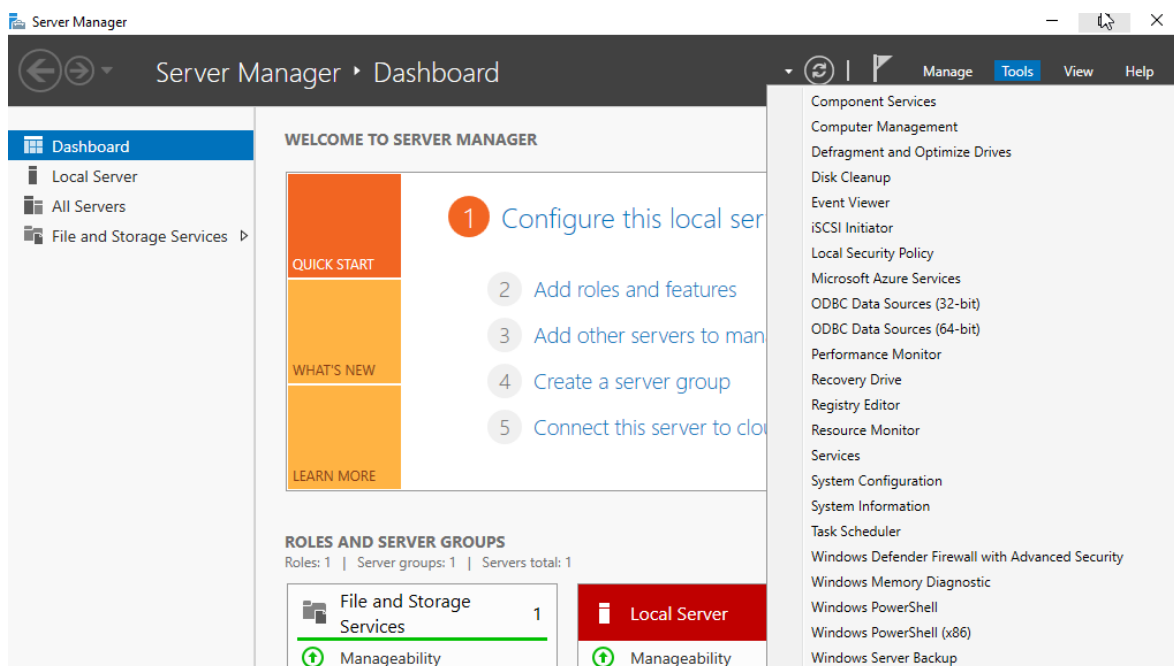 Server Manager
Server Manager ‣ Dashboard
Manage
Tools
View
Help
Dashboard
Local Server
All Servers
File and Storage Services
WELCOME TO SERVER MANAGER
QUICK START
WHAT'S NEW
LEARN MORE
1 Configure this local ser
2 Add roles and features
3 Add other servers to man
4 Create a server group
5 Connect this server to clou
ROLES AND SERVER GROUPS
Roles: 1 | Server groups: 1 | Servers total: 1
File and Storage
Services
1
Manageability
Local Server
Manageability
Component Services
Computer Management
Defragment and Optimize Drives
Disk Cleanup
Event Viewer
iSCSI Initiator
Local Security Policy
Microsoft Azure Services
ODBC Data Sources (32-bit)
ODBC Data Sources (64-bit)
Performance Monitor
Recovery Drive
Registry Editor
Resource Monitor
Services
System Configuration
System Information
Task Scheduler
Windows Defender Firewall with Advanced Security
Windows Memory Diagnostic
Windows PowerShell
Windows PowerShell (x86)
Windows Server Backup